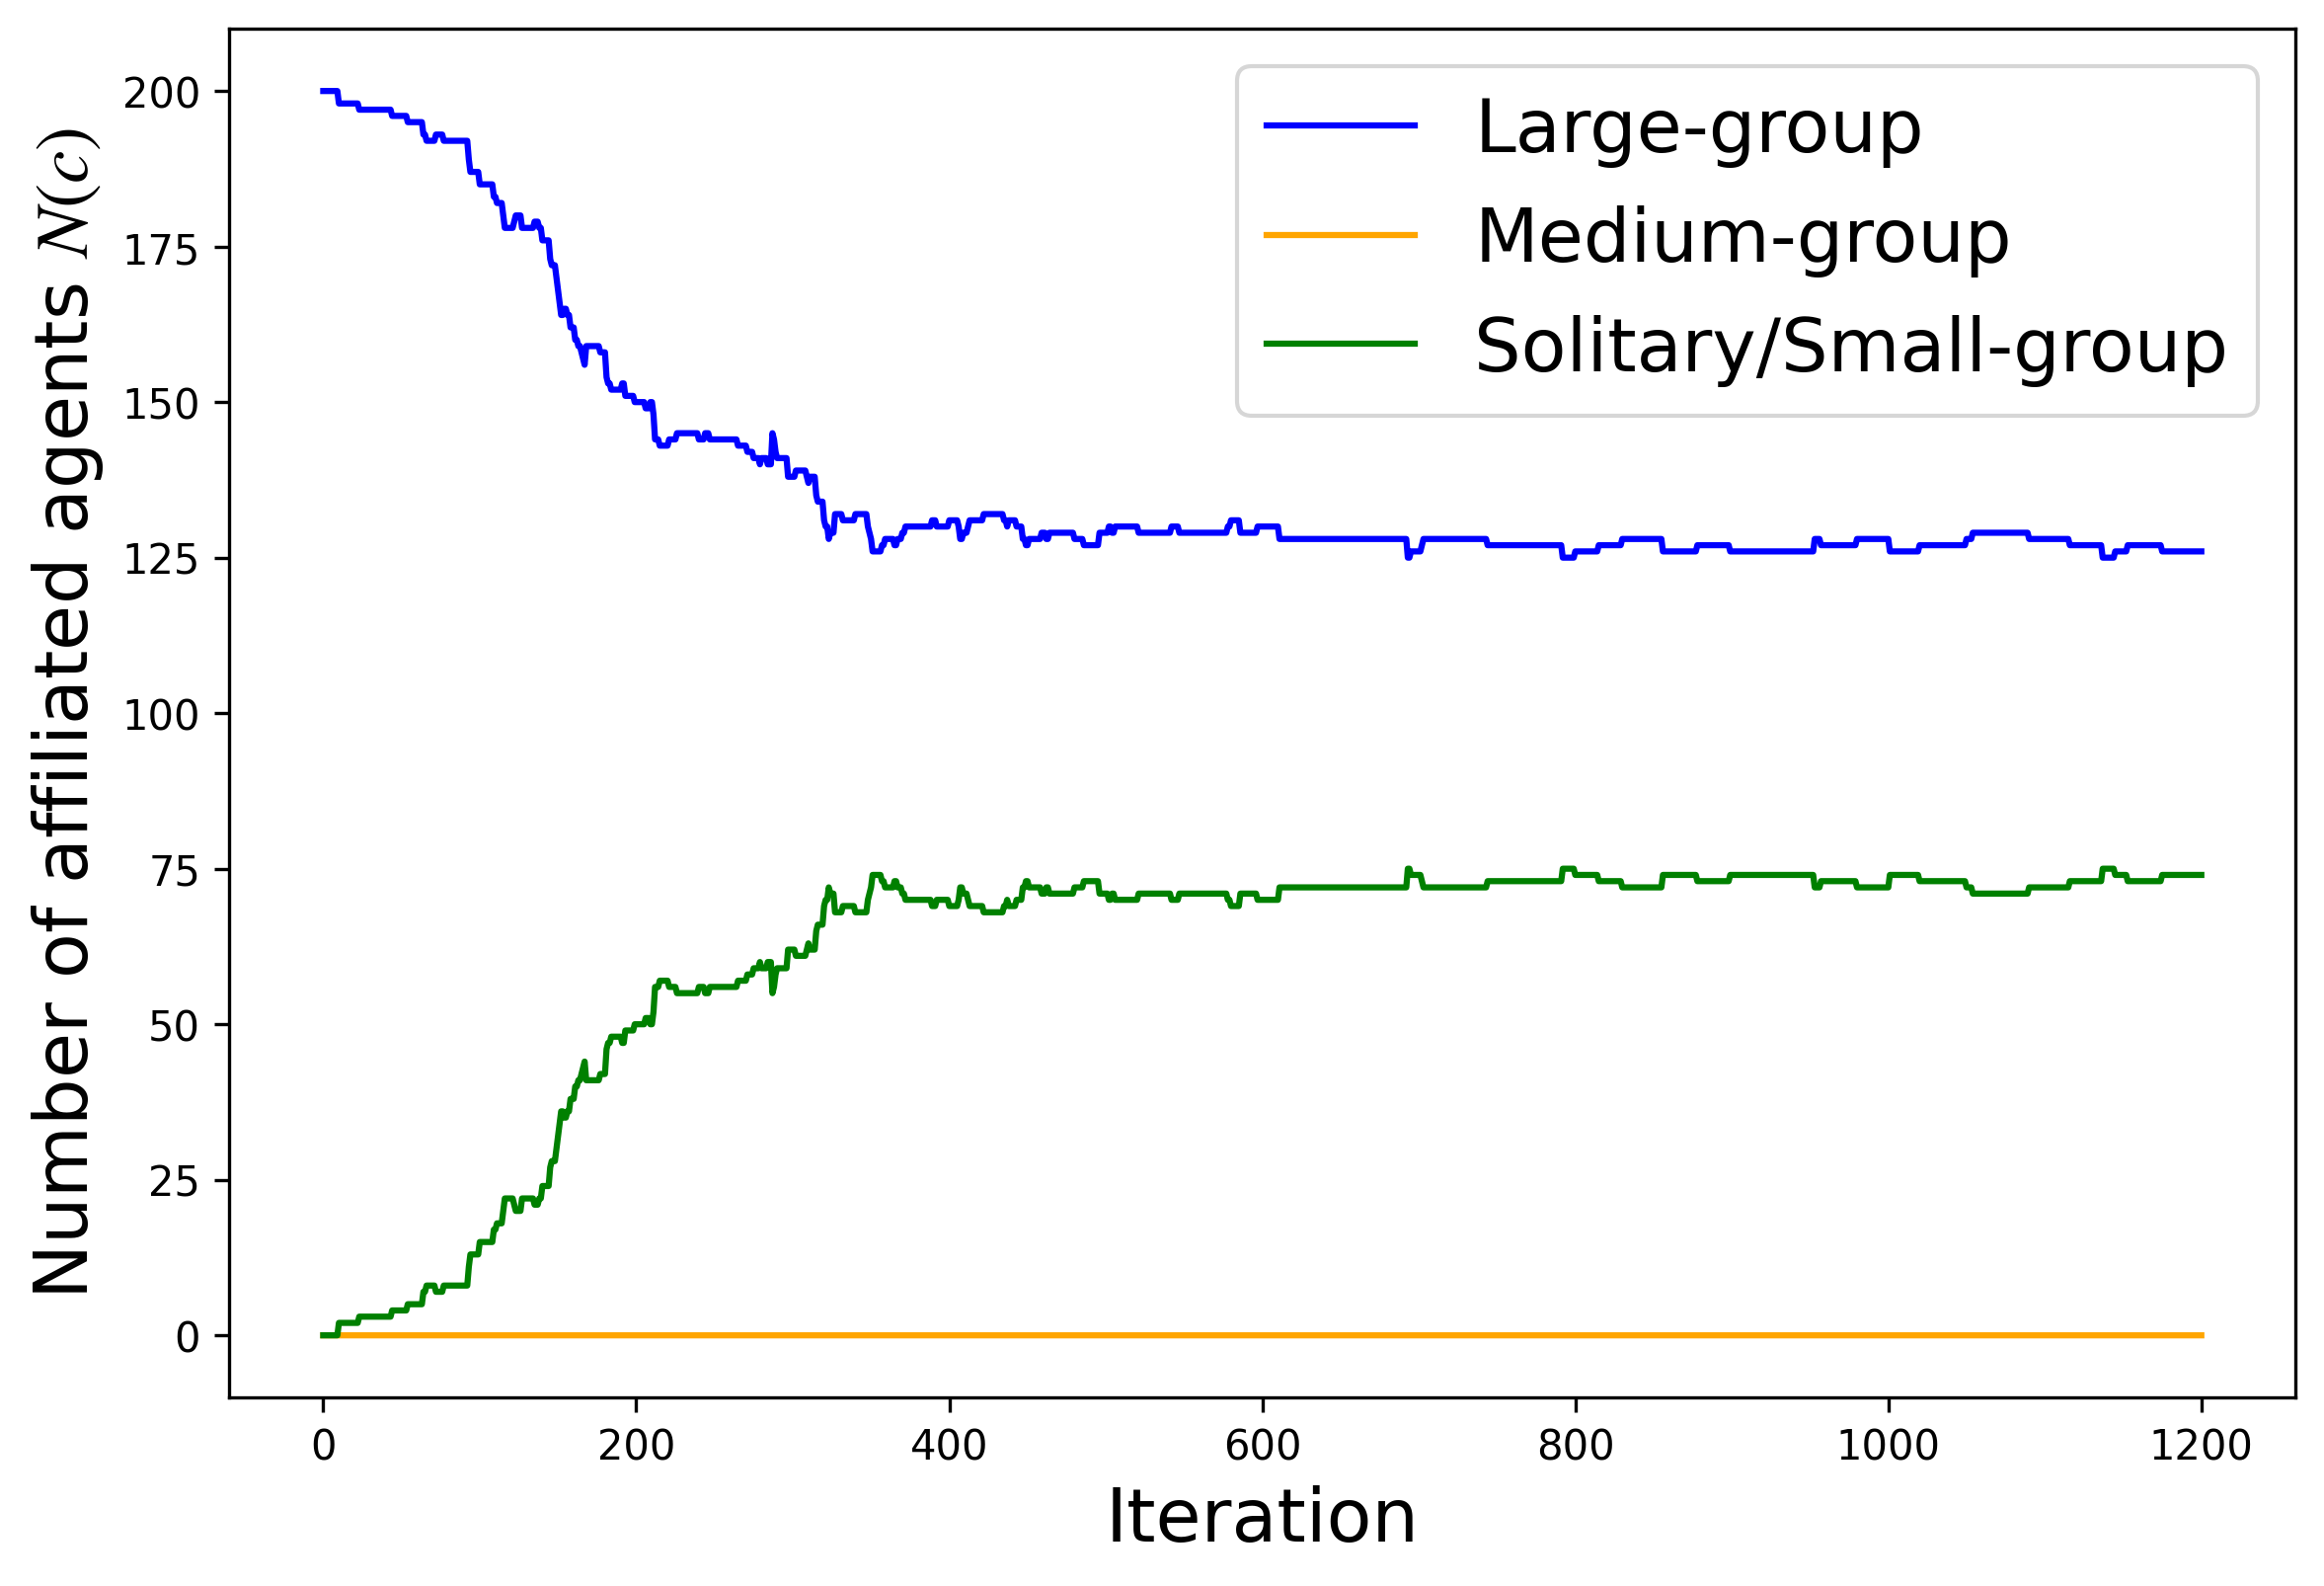 Number of affiliated agents N(c)
200
175
150
125
100
75
50
25
0
Large-group
Medium-group
Solitary/Small-group
0 200 400 600 800 1000 1200
Iteration